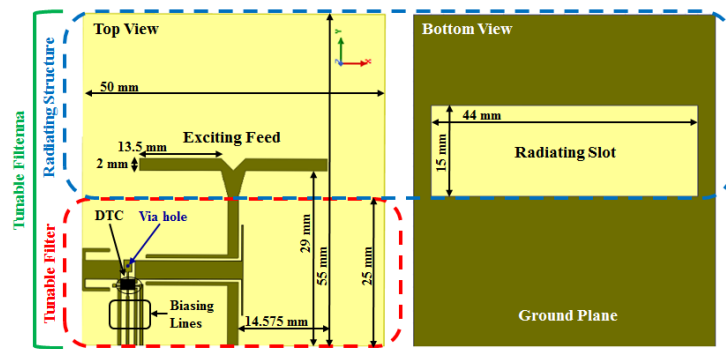 Tunable Filtenna
Radiating Structure
Tunable Filter
Top View
Y
X
Z
50 mm
13.5 mm
Exciting Feed
2 mm
DTC
Via hole
29 mm
55 mm
25 mm
Biasing
Lines
14.575 mm
Bottom View
44 mm
15 mm
Radiating Slot
Ground Plane